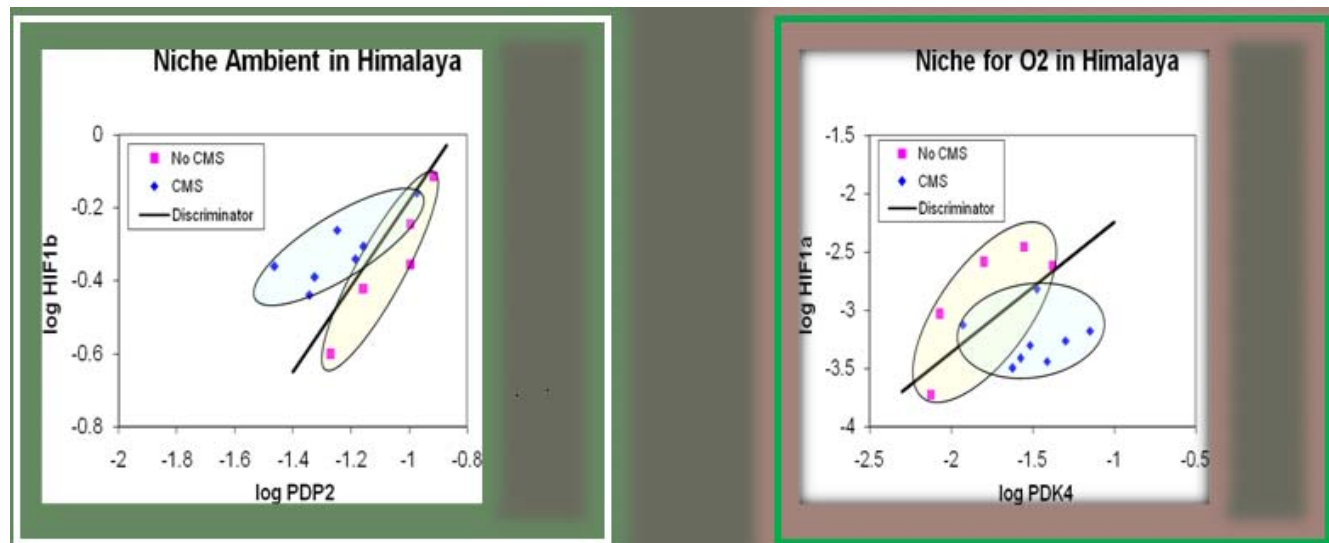 Niche Ambient in Himalaya
0
No CMS
CMS
Discriminator
-0.2
-0.4
-0.6
-0.8
log HIF1b
-2
-1.8
-1.6
-1.4
-1.2
-1
-0.8
log PDP2
Niche for O2 in Himalaya
-1.5
No CMS
CMS
Discriminator
-2
-2.5
-3
-3.5
-4
log HIF1a
-2.5
-2
-1.5
-1
-0.5
log PDK4